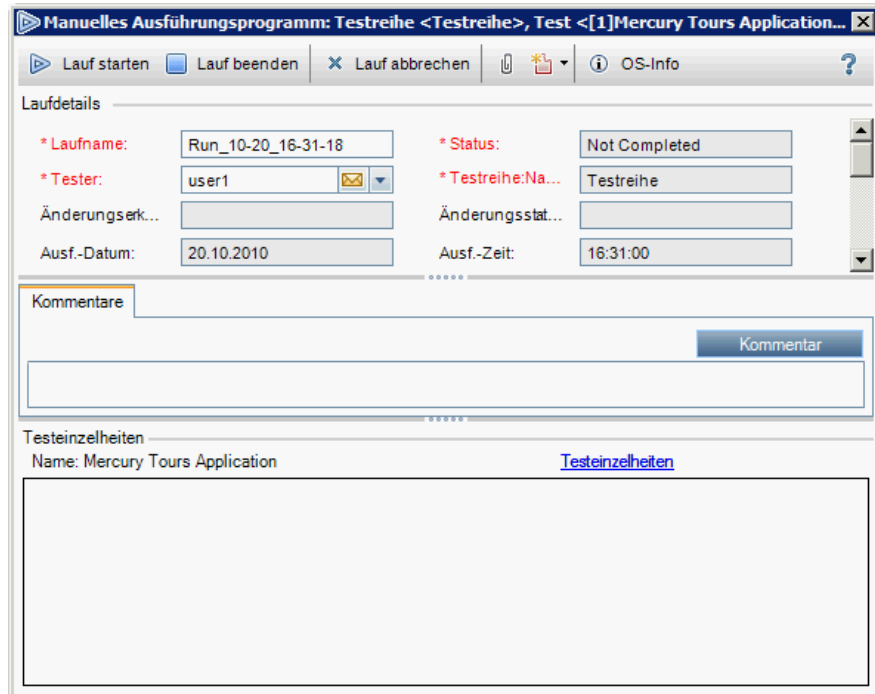 Manuelles Ausführungsprogramm: Testreihe <Testreihe>, Test <[1]Mercury Tours Application...
Lauf starten Lauf beenden Lauf abbrechen OS-Info ?
Laufdetails
* Laufname: Run_10-20_16-31-18 * Status: Not Completed
* Tester: user1 * Testreihe:Na... Testreihe
Änderungserk... Änderungsstat...
Ausf.-Datum: 20.10.2010 Ausf.-Zeit: 16:31:00
Kommentare
Kommentar
Testeinzelheiten
Name: Mercury Tours Application Testeinzelheiten